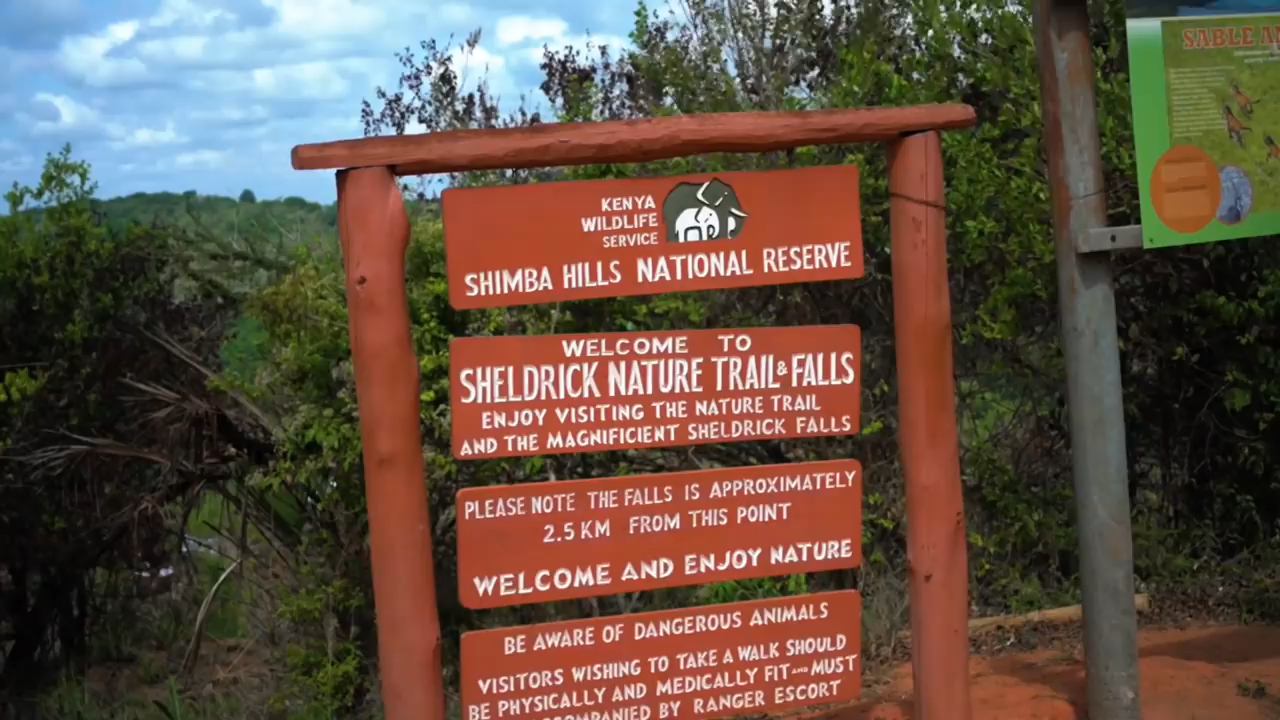 KENYA
WILDLIFE
SERVICE
SHIMBA HILLS NATIONAL RESERVE
WELCOME TO
SHELDRICK NATURE TRAIL & FALLS
ENJOY VISITING THE NATURE TRAIL
AND THE MAGNIFICIENT SHELDRICK FALLS
PLEASE NOTE THE FALLS IS APPROXIMATELY
2.5 KM FROM THIS POINT
WELCOME AND ENJOY NATURE
BE AWARE OF DANGEROUS ANIMALS
VISITORS WISHING TO TAKE A WALK SHOULD
BE PHYSICALLY AND MEDICALLY FIT AND MUST
BY RANGER ESCORT
SABLE